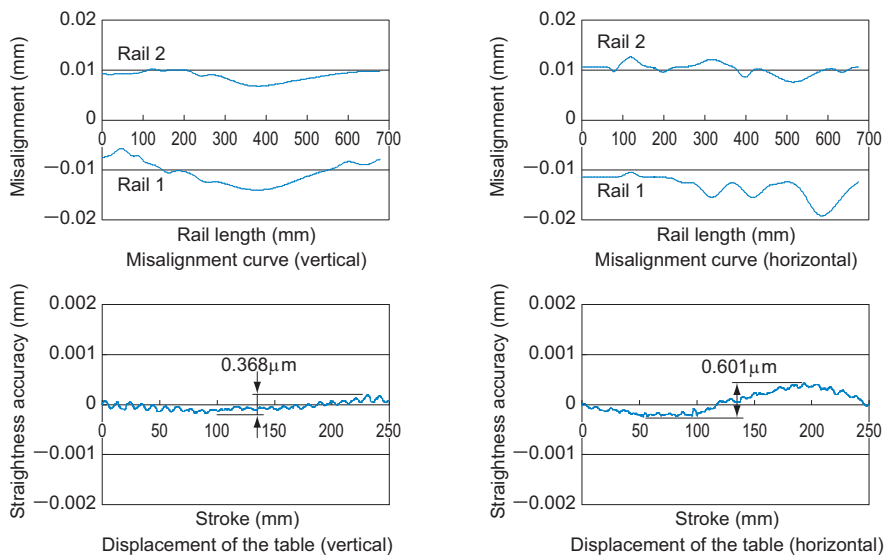 0.02
0.01
0
−0.01
−0.02
Misalignment (mm)
Rail 2
0 100 200 300 400 500 600 700
Rail 1
Rail length (mm)
Misalignment curve (vertical)
0.02
0.01
0
−0.01
−0.02
Misalignment (mm)
Rail 2
0 100 200 300 400 500 600 700
Rail 1
Rail length (mm)
Misalignment curve (horizontal)
0.002
0.001
0
−0.001
−0.002
Straightness accuracy (mm)
0.368μm
0 50 100 150 200 250
Stroke (mm)
Displacement of the table (vertical)
0.002
0.001
0
−0.001
−0.002
Straightness accuracy (mm)
0.601μm
0 50 100 150 200 250
Stroke (mm)
Displacement of the table (horizontal)